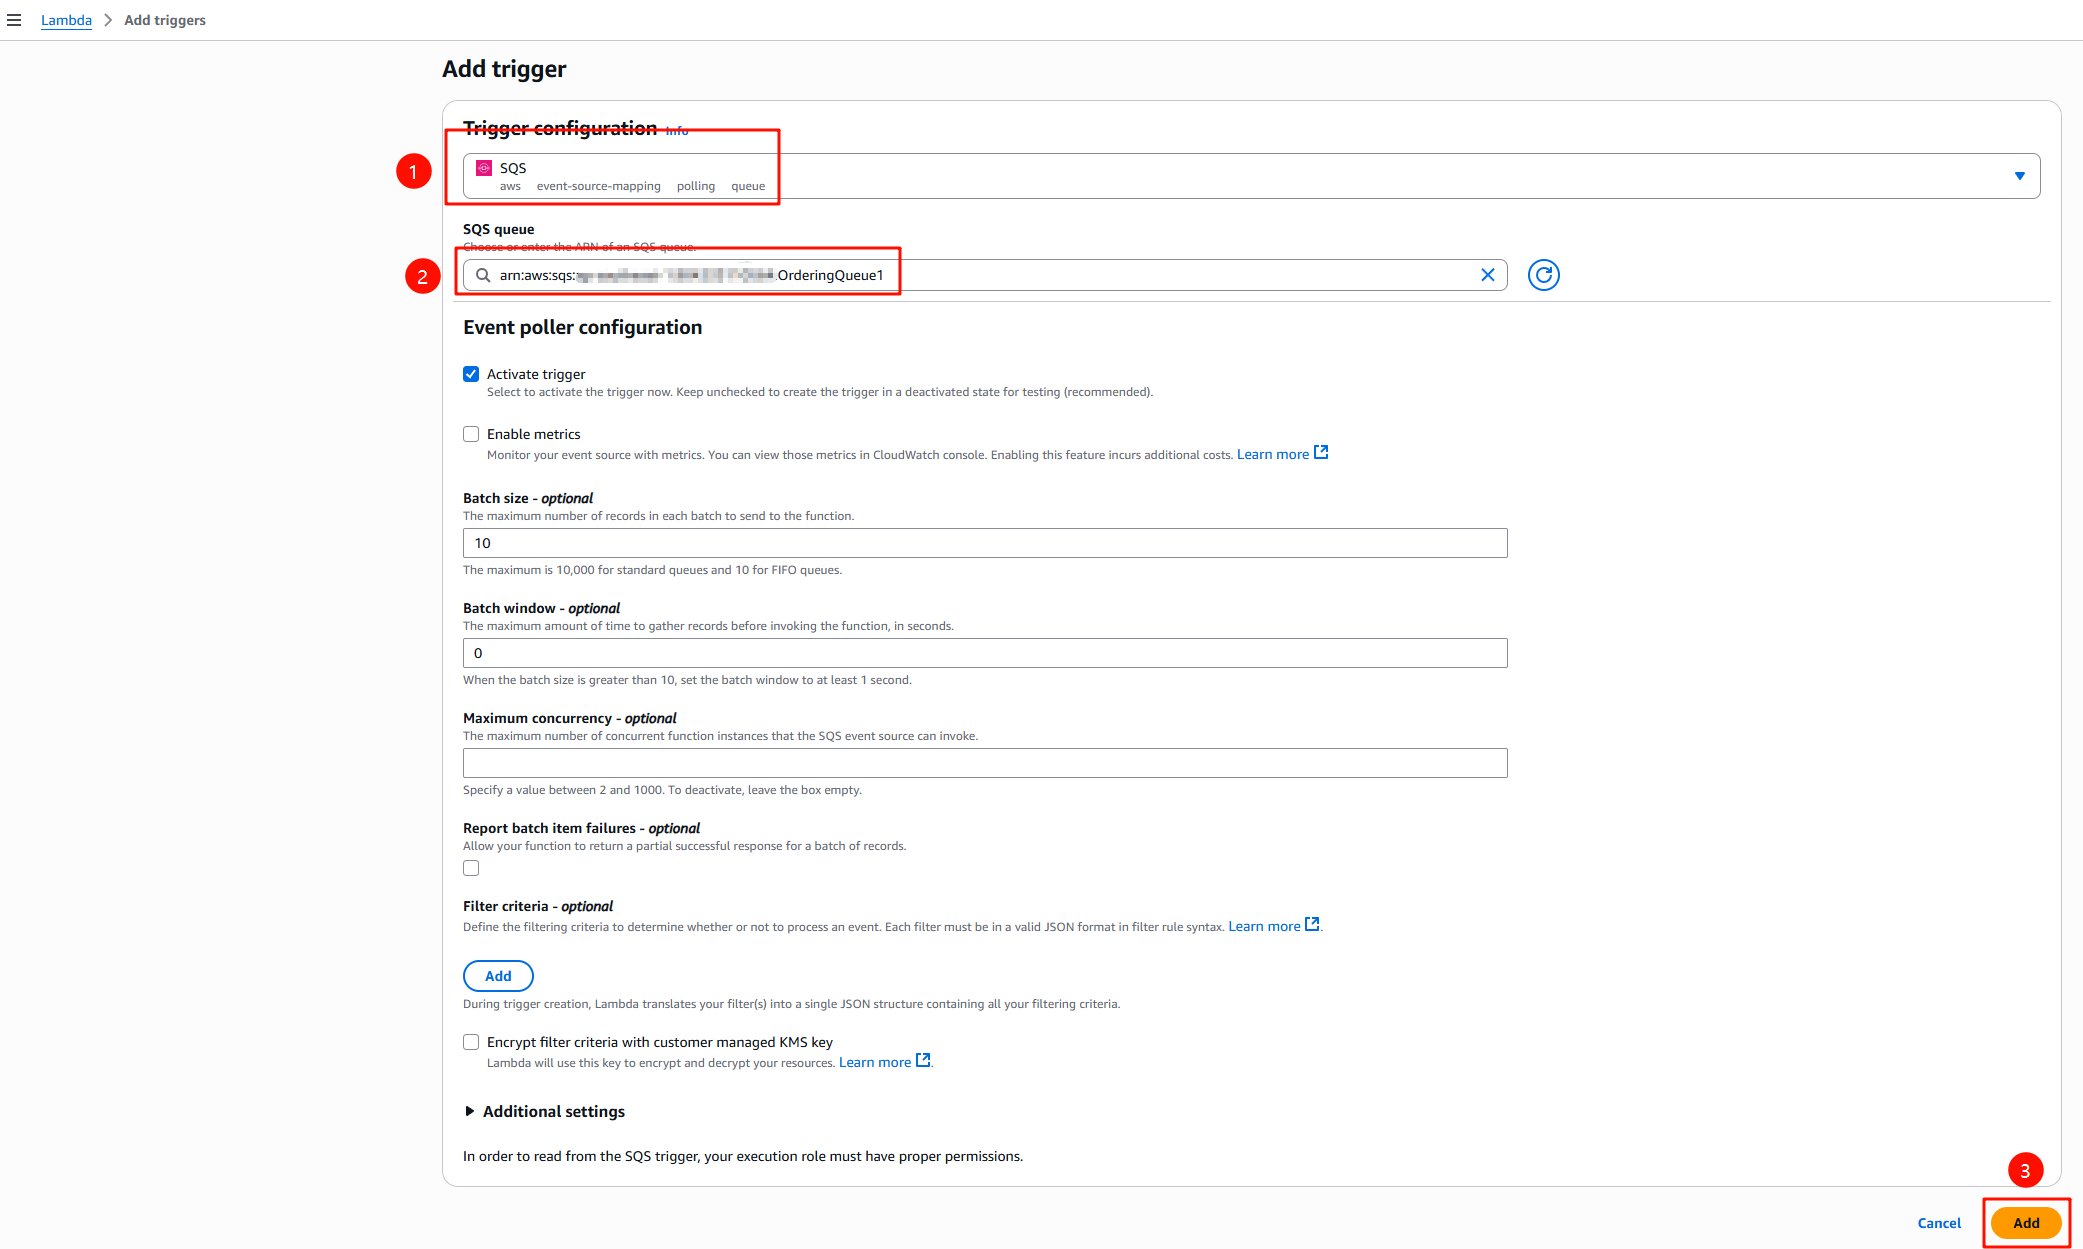 Lambda > Add triggers
Add trigger
Trigger configuration Info
1
SQS
aws event-source-mapping polling queue
SQS queue
Choose or enter the ARN of an SQS queue.
2
arn:aws:sqs: OrderingQueue1
Event poller configuration
Activate trigger
Select to activate the trigger now. Keep unchecked to create the trigger in a deactivated state for testing (recommended).
Enable metrics
Monitor your event source with metrics. You can view those metrics in CloudWatch console. Enabling this feature incurs additional costs. Learn more
Batch size - optional
The maximum number of records in each batch to send to the function.
10
The maximum is 10,000 for standard queues and 10 for FIFO queues.
Batch window - optional
The maximum amount of time to gather records before invoking the function, in seconds.
0
When the batch size is greater than 10, set the batch window to at least 1 second.
Maximum concurrency - optional
The maximum number of concurrent function instances that the SQS event source can invoke.
Specify a value between 2 and 1000. To deactivate, leave the box empty.
Report batch item failures - optional
Allow your function to return a partial successful response for a batch of records.
Filter criteria - optional
Define the filtering criteria to determine whether or not to process an event. Each filter must be in a valid JSON format in filter rule syntax. Learn more .
Add
During trigger creation, Lambda translates your filter(s) into a single JSON structure containing all your filtering criteria.
Encrypt filter criteria with customer managed KMS key
Lambda will use this key to encrypt and decrypt your resources. Learn more .
Additional settings
In order to read from the SQS trigger, your execution role must have proper permissions.
3
Cancel Add